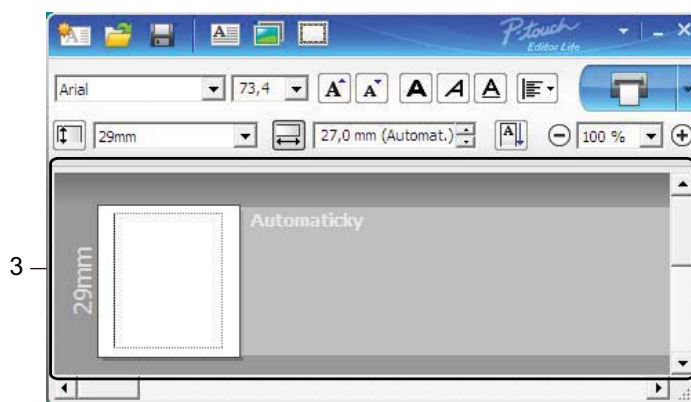 P-touch
Editor Lite
Arial 73,4 A A A A A
29mm 27,0 mm (Automat.) A 100 %
Automaticky
29mm
3